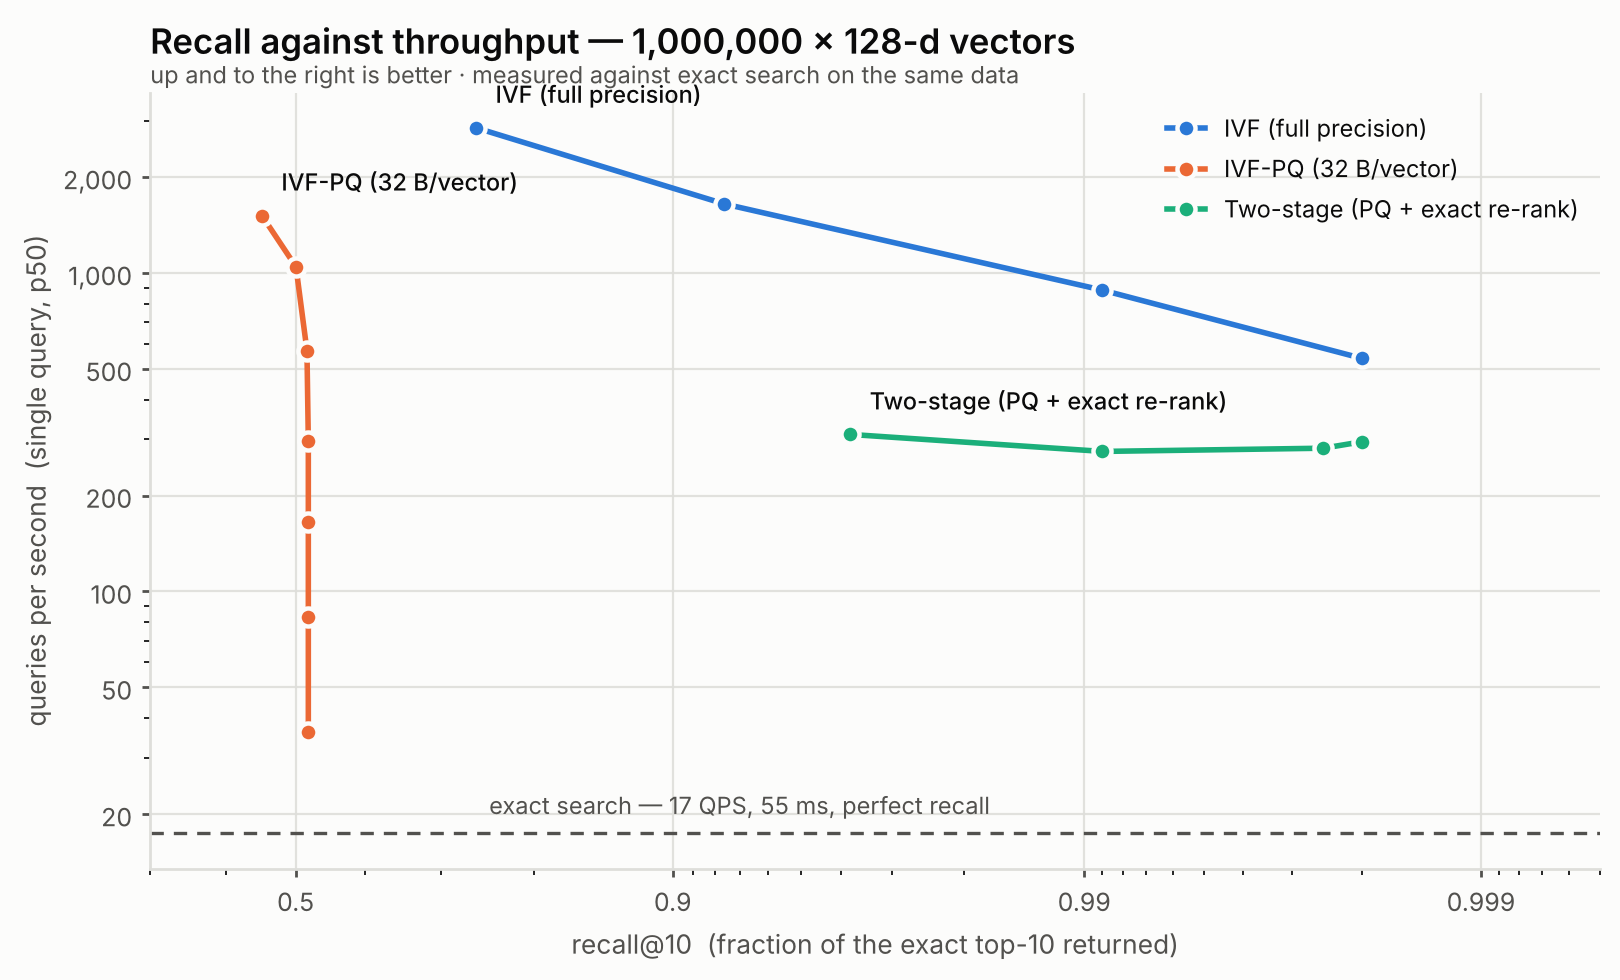 Recall against throughput — 1,000,000 × 128-d vectors
up and to the right is better · measured against exact search on the same data
IVF (full precision)
IVF (full precision)
IVF-PQ (32 B/vector)
Two-stage (PQ + exact re-rank)
IVF-PQ (32 B/vector)
Two-stage (PQ + exact re-rank)
exact search — 17 QPS, 55 ms, perfect recall
queries per second (single query, p50)
2,000
1,000
500
200
100
50
20
0.5
0.9
0.99
0.999
recall@10 (fraction of the exact top-10 returned)